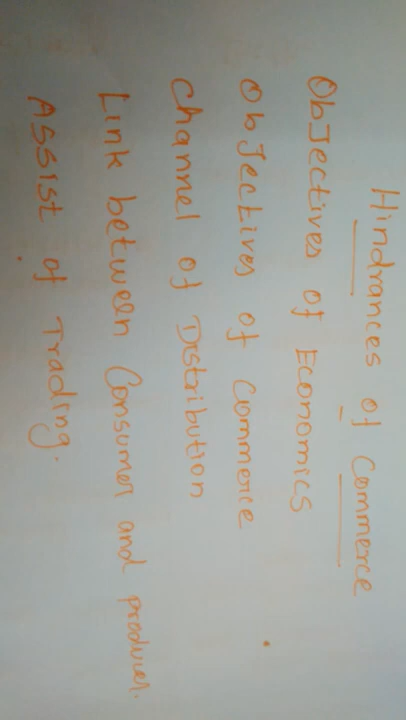 Hindrances of Commerce
Objectives of Economics
Objectives of Commerce
Channel of Distribution
Link between Consumer and producer.
Assist of Trading.